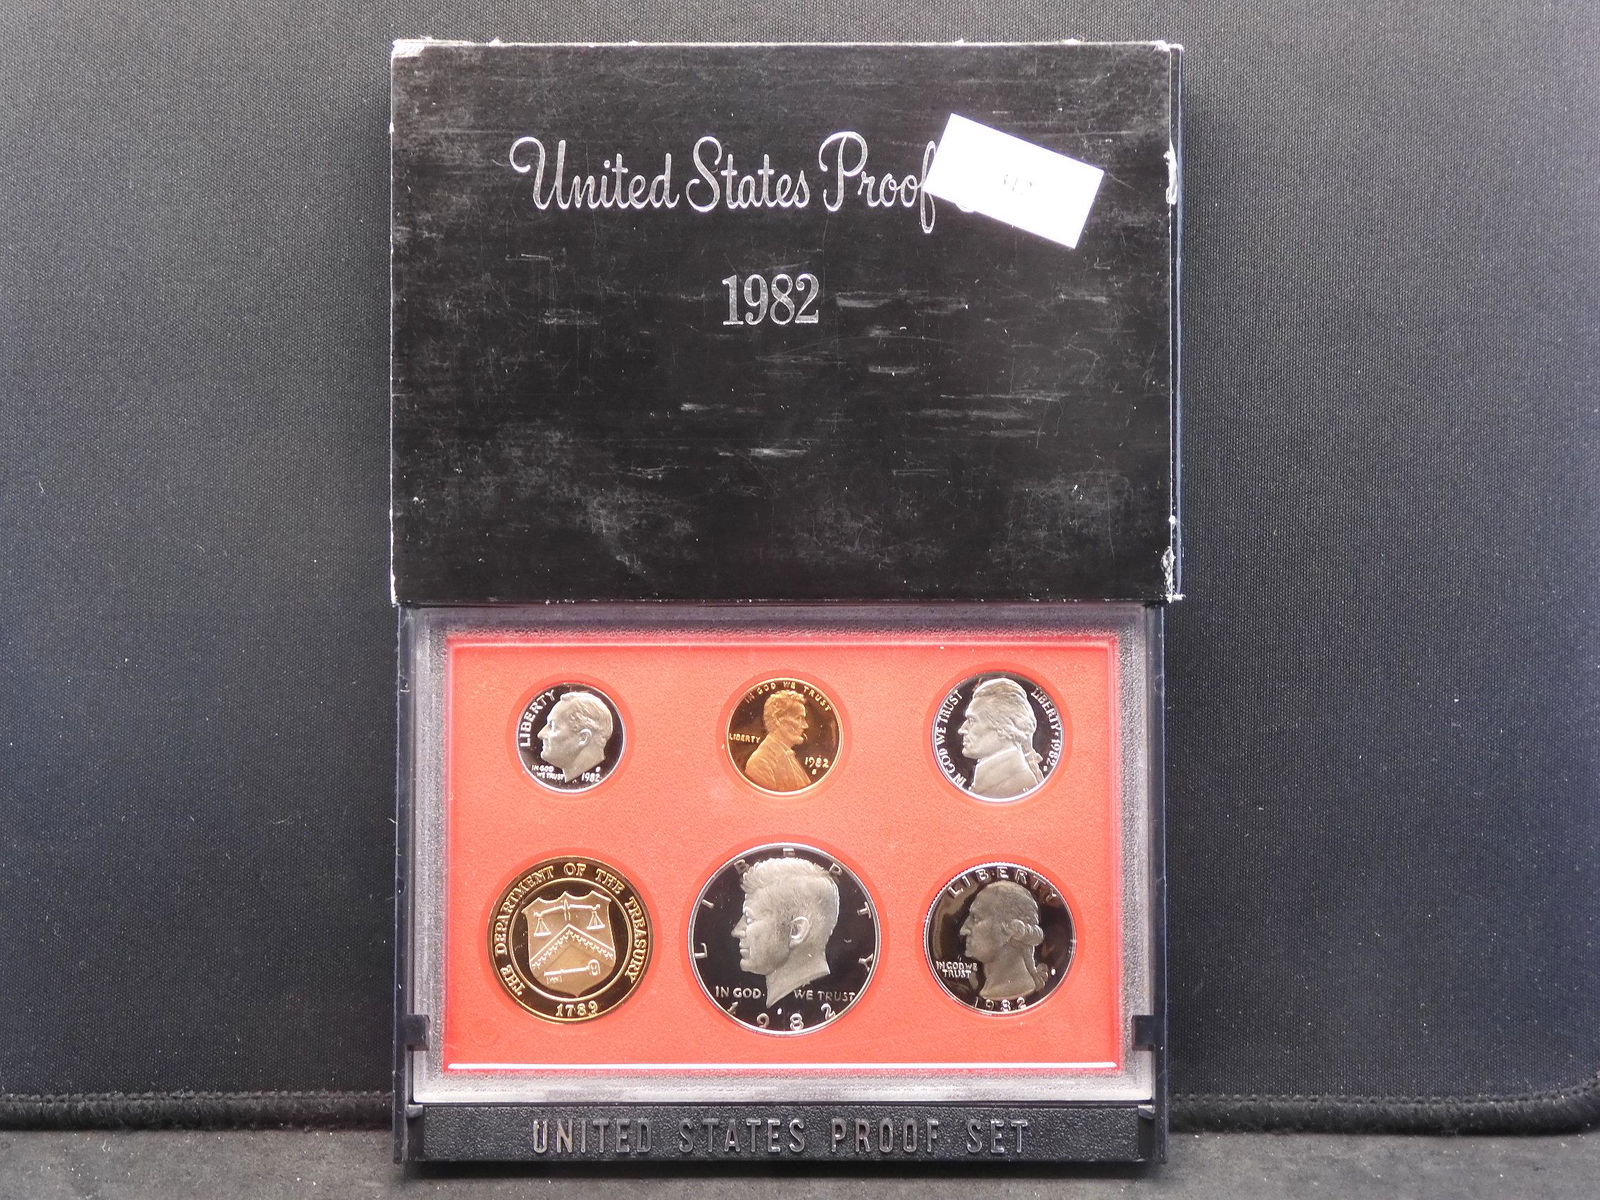 United States Proof
1982
LIBERTY
IN GOD
WE TRUST
1982
S
IN GOD WE TRUST
LIBERTY
1982
S
IN GOD WE TRUST
LIBERTY • 1982
THE DEPARTMENT OF THE TREASURY
1789
LIBERTY
IN GOD WE TRUST
1982
LIBERTY
IN GOD WE
TRUST
1982
UNITED STATES PROOF SET